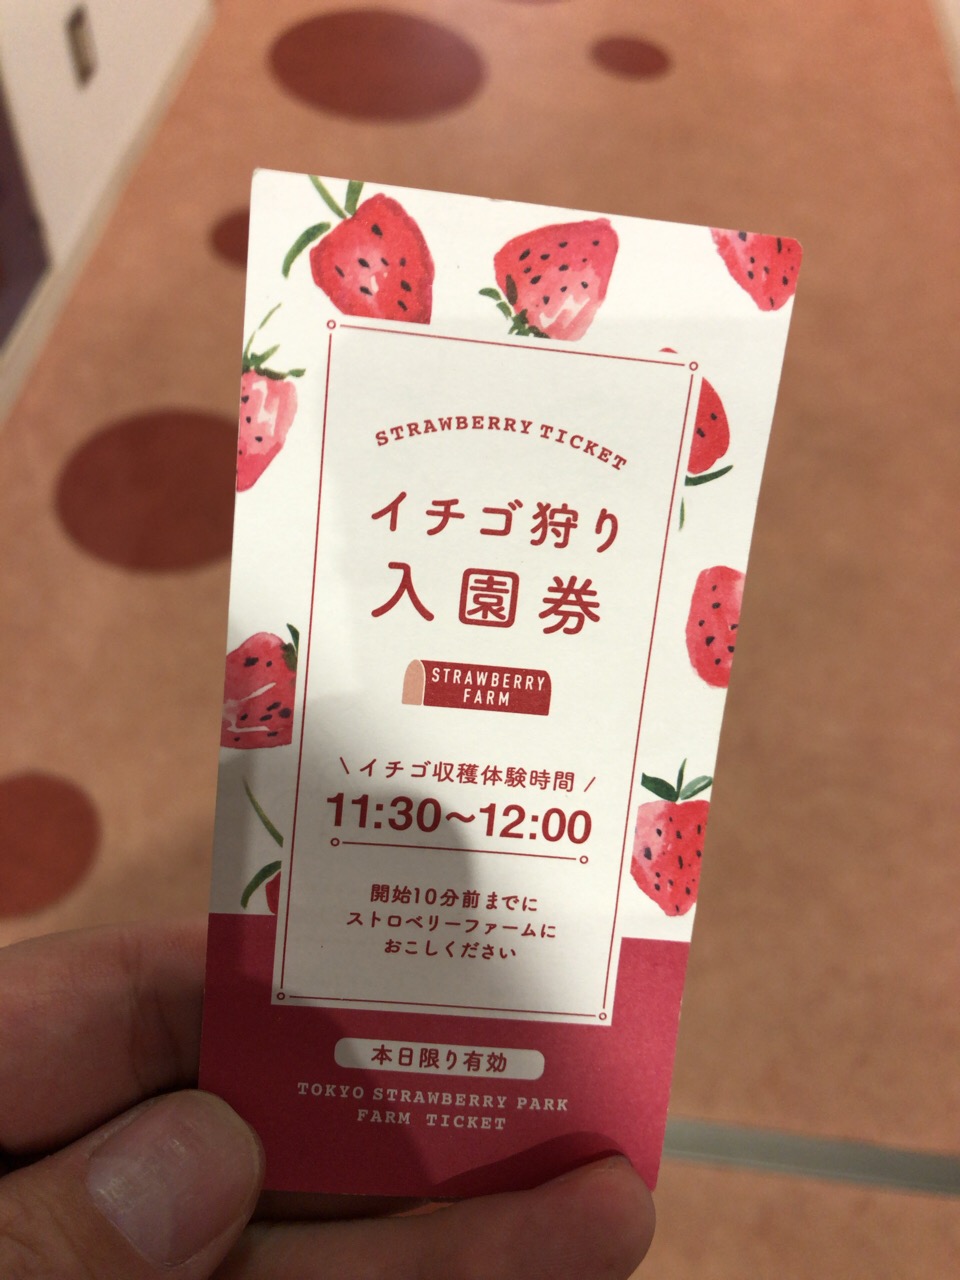 STRAWBERRY TICKET
イチゴ狩り
入園券
STRAWBERRY
FARM
\ イチゴ収穫体験時間 /
11:30〜12:00
開始10分前までに
ストロベリーファームに
おこしください
本日限り有効
TOKYO STRAWBERRY PARK
FARM TICKET